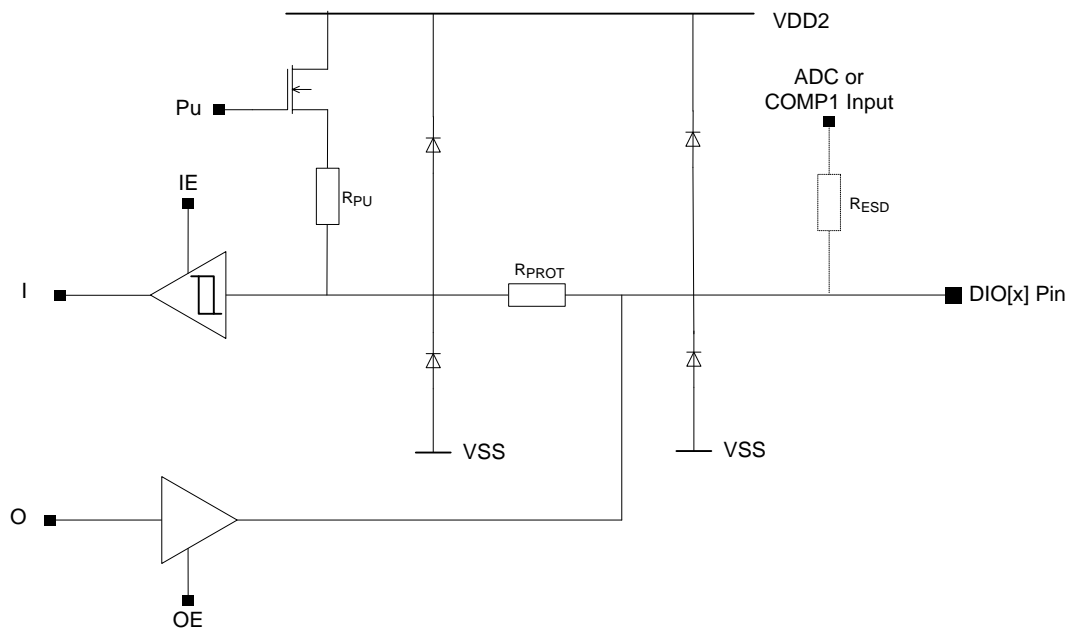 VDD2
ADC or
COMP1 Input
Pu
IE
RPU
RESD
RPROT
I
DIO[x] Pin
VSS
VSS
O
OE